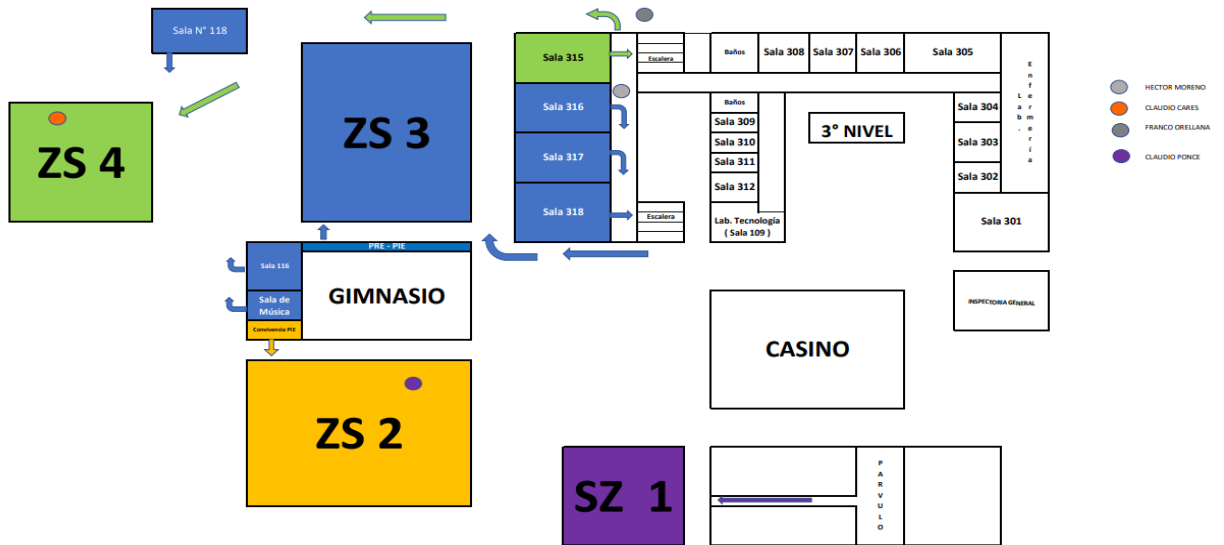 Sala N° 118
ZS 4
ZS 3
Sala 315
Sala 316
Sala 317
Sala 318
Escalera
Escalera
Baños
Sala 308
Sala 307
Sala 306
Sala 305
Baños
Sala 309
Sala 310
Sala 311
Sala 312
Lab. Tecnología
( Sala 109 )
3° NIVEL
Sala 304
Sala 303
Sala 302
Lab.
Enfermería
Sala 301
HECTOR MORENO
CLAUDIO CARES
FRANCO ORELLANA
CLAUDIO PONCE
PRE - PIE
Sala 116
Sala de
Música
Convivencia PIE
GIMNASIO
INSPECTORIA GENERAL
CASINO
ZS 2
SZ 1
PARVULO